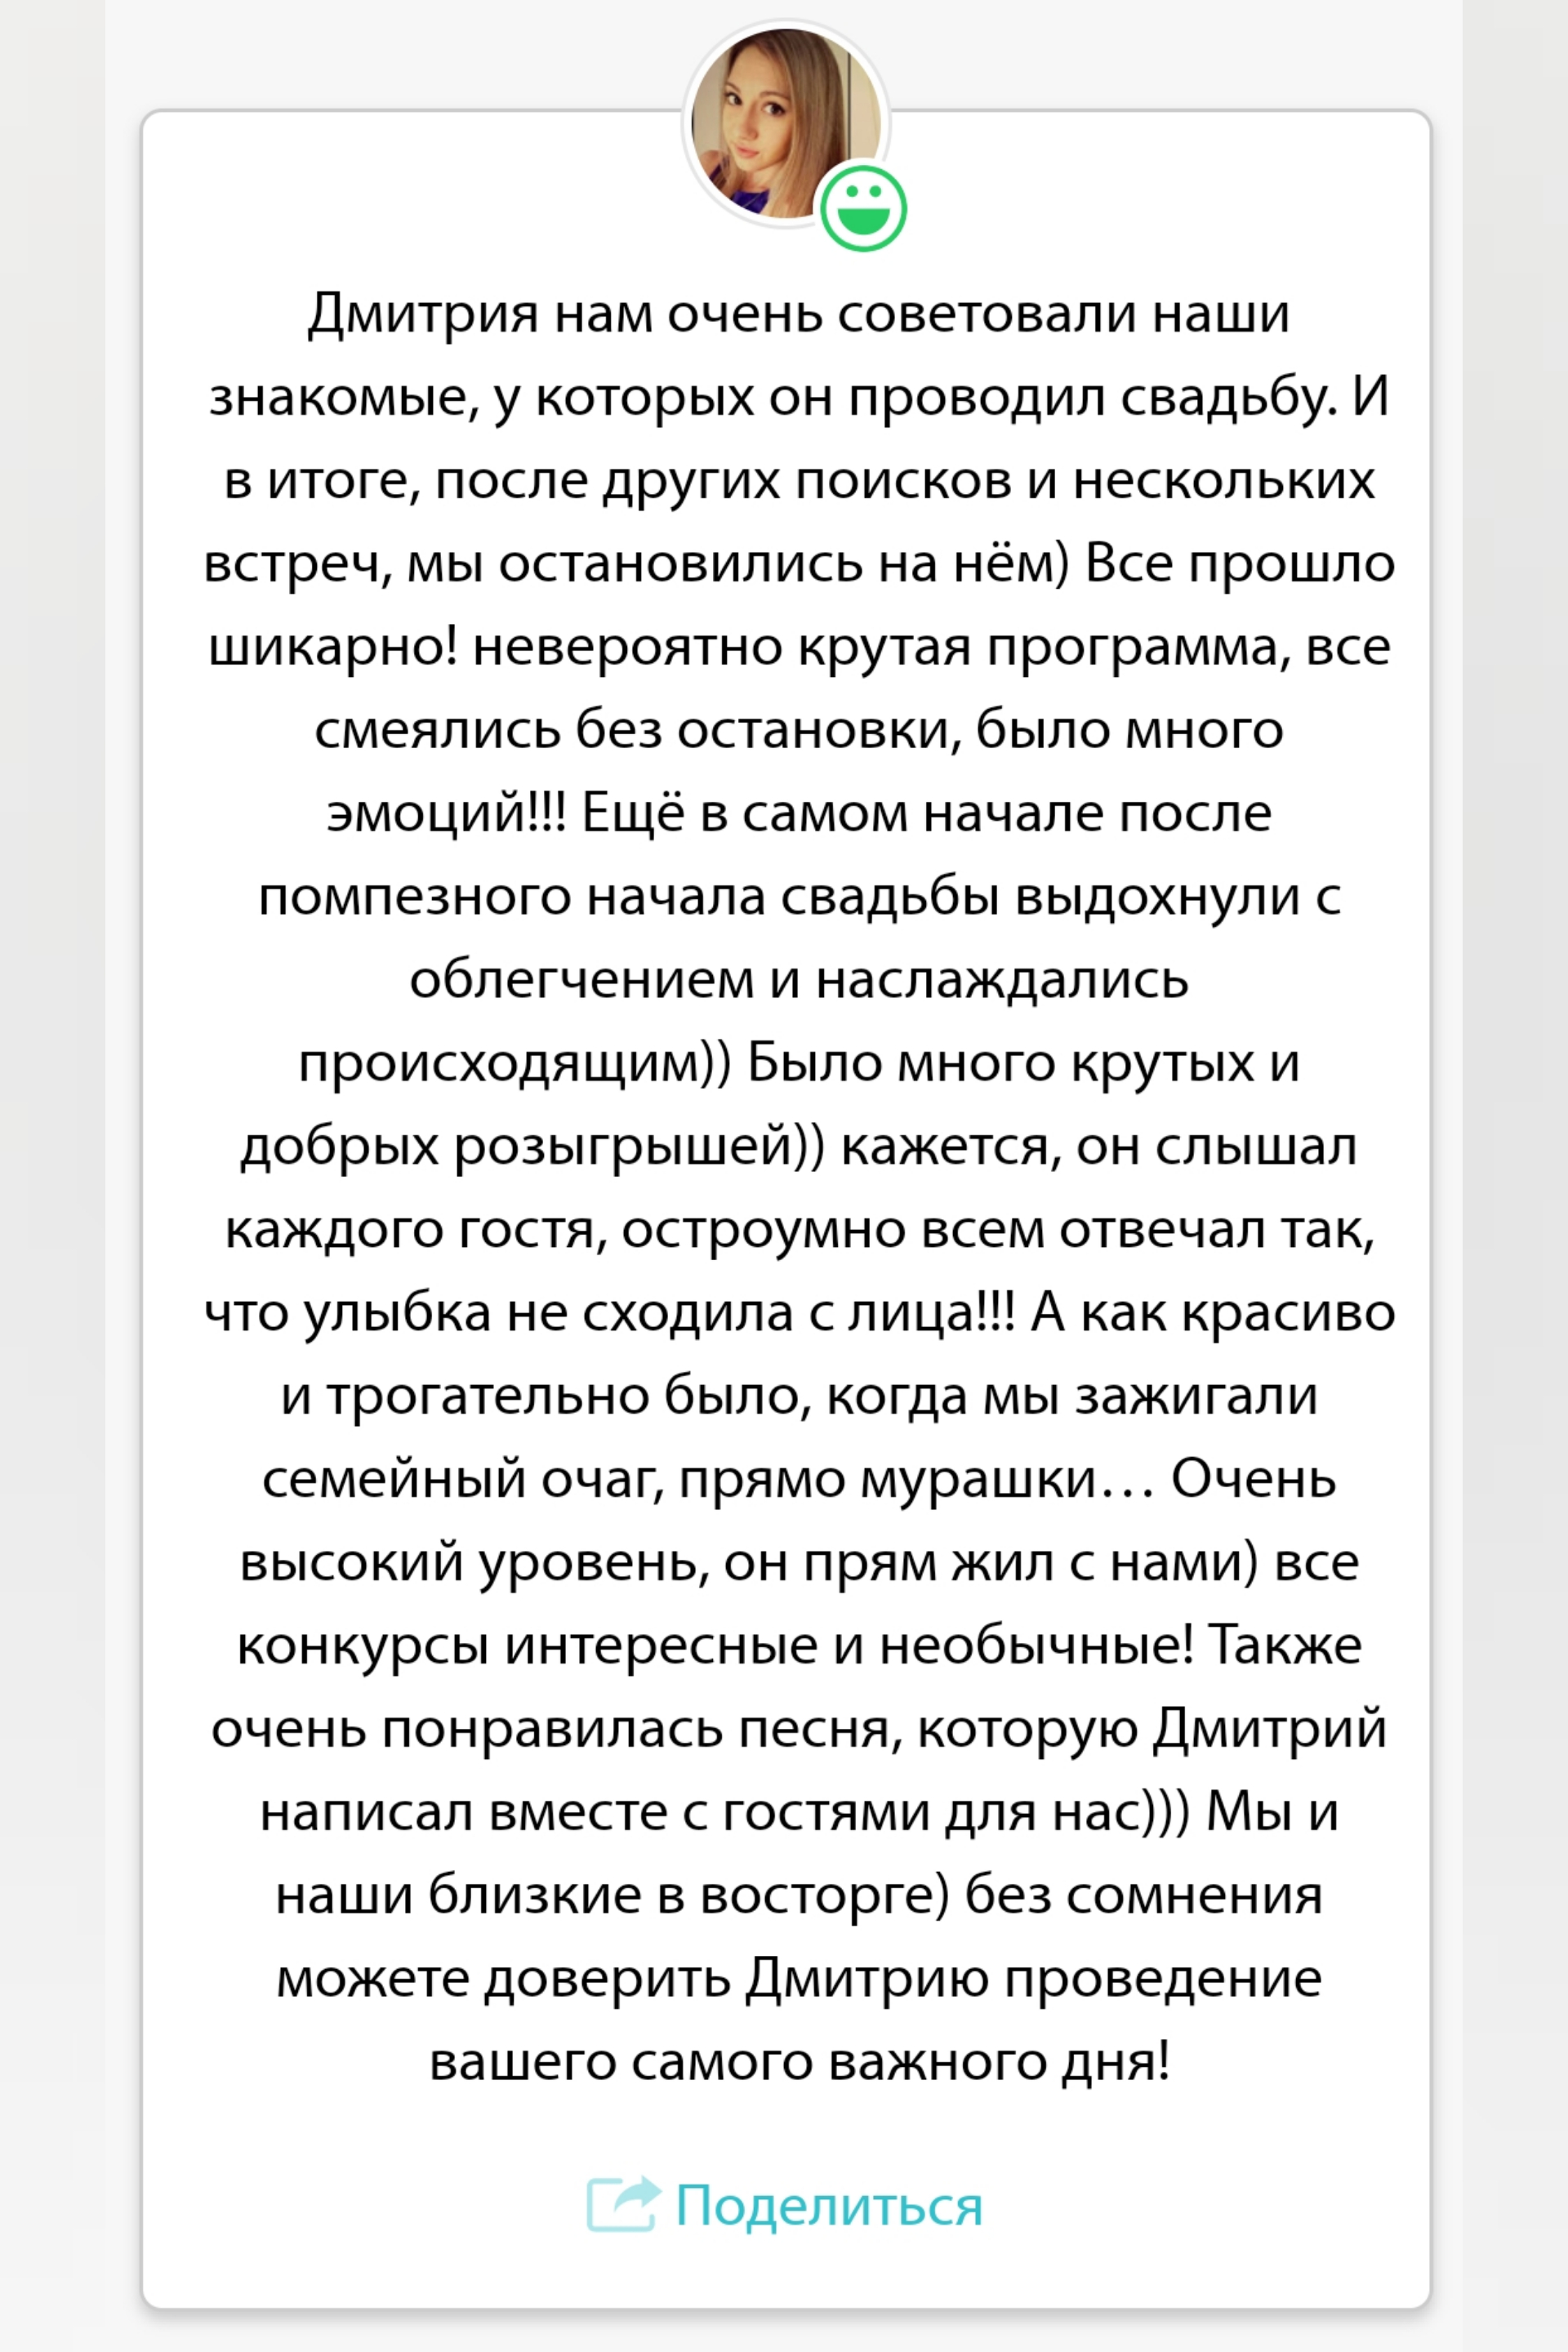 Дмитрия нам очень советовали наши
знакомые, у которых он проводил свадьбу. И
в итоге, после других поисков и нескольких
встреч, мы остановились на нём) Все прошло
шикарно! невероятно крутая программа, все
смеялись без остановки, было много
эмоций!!! Ещё в самом начале после
помпезного начала свадьбы выдохнули с
облегчением и наслаждались
происходящим)) Было много крутых и
добрых розыгрышей)) кажется, он слышал
каждого гостя, остроумно всем отвечал так,
что улыбка не сходила с лица!!! А как красиво
и трогательно было, когда мы зажигали
семейный очаг, прямо мурашки… Очень
высокий уровень, он прям жил с нами) все
конкурсы интересные и необычные! Также
очень понравилась песня, которую Дмитрий
написал вместе с гостями для нас))) Мы и
наши близкие в восторге) без сомнения
можете доверить Дмитрию проведение
вашего самого важного дня!
Поделиться